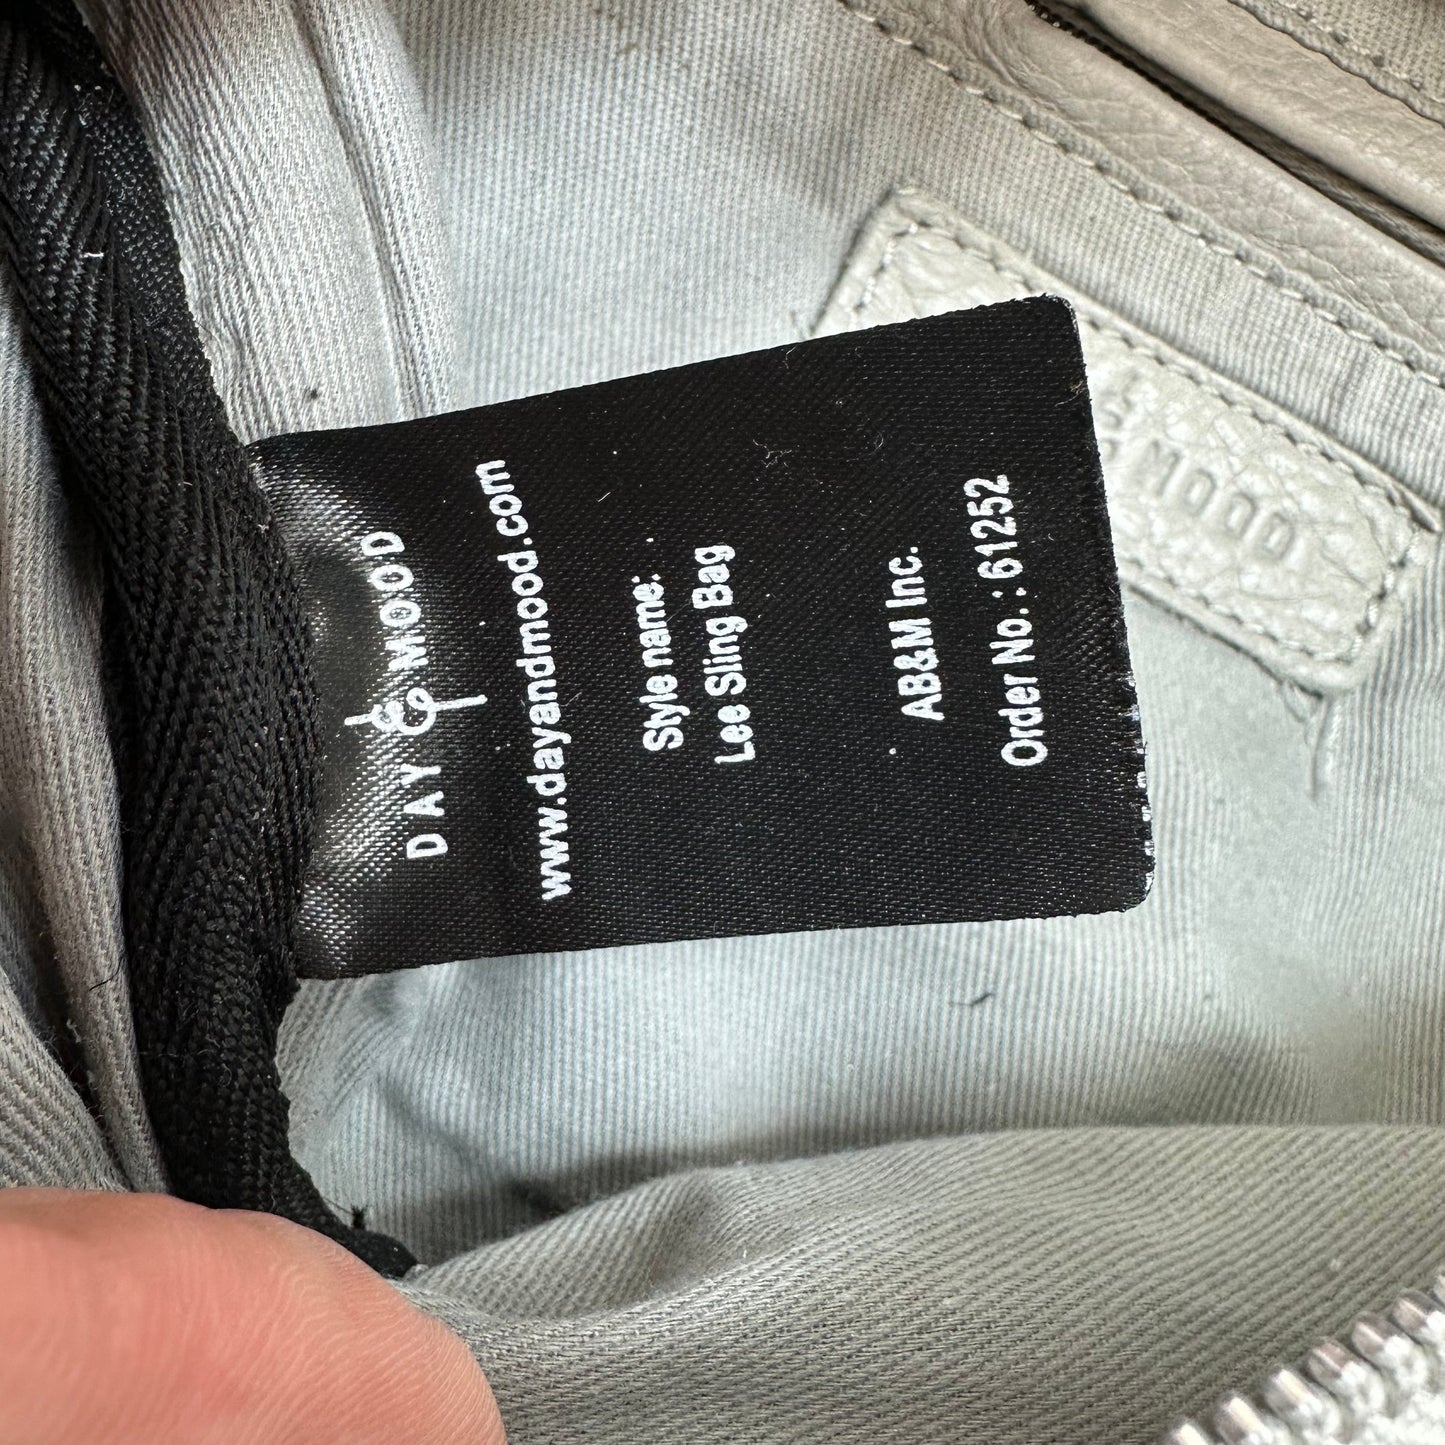 DAY & MOOD
www.dayandmood.com
Style name:
Lee Sling Bag
AB&M Inc.
Order No.: 61252
MOOD